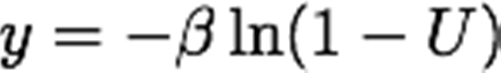 y = −β ln(1 − U)